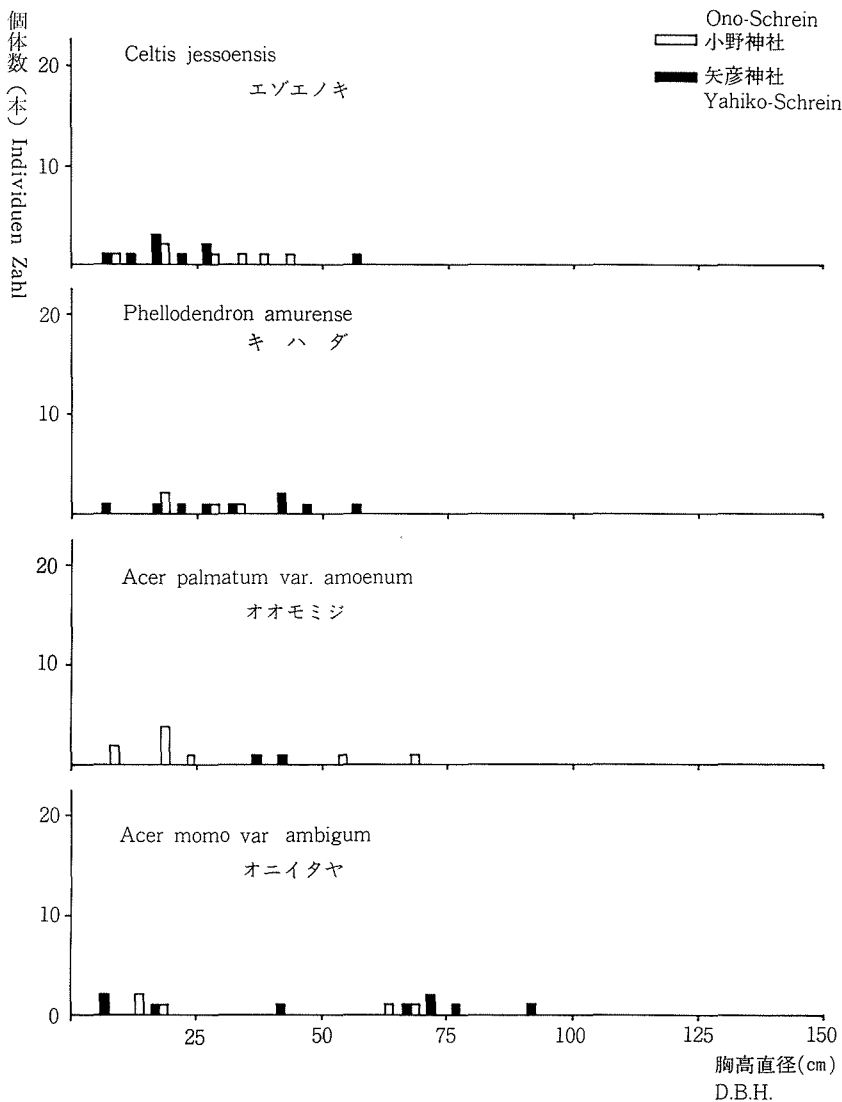 個体数(本) Individuen Zahl
Ono-Schrein
小野神社
矢彦神社
Yahiko-Schrein
20
10
Celtis jessoensis
エゾエノキ
20
10
Phellodendron amurense
キハダ
20
10
Acer palmatum var. amoenum
オオモミジ
20
10
0
Acer momo var ambigum
オニイタヤ
25
50
75
100
125
150
胸高直径(cm)
D.B.H.